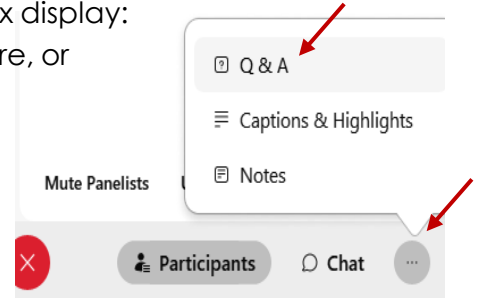 x display:
re, or
Q & A
Captions & Highlights
Notes
Mute Panelists
Participants
Chat